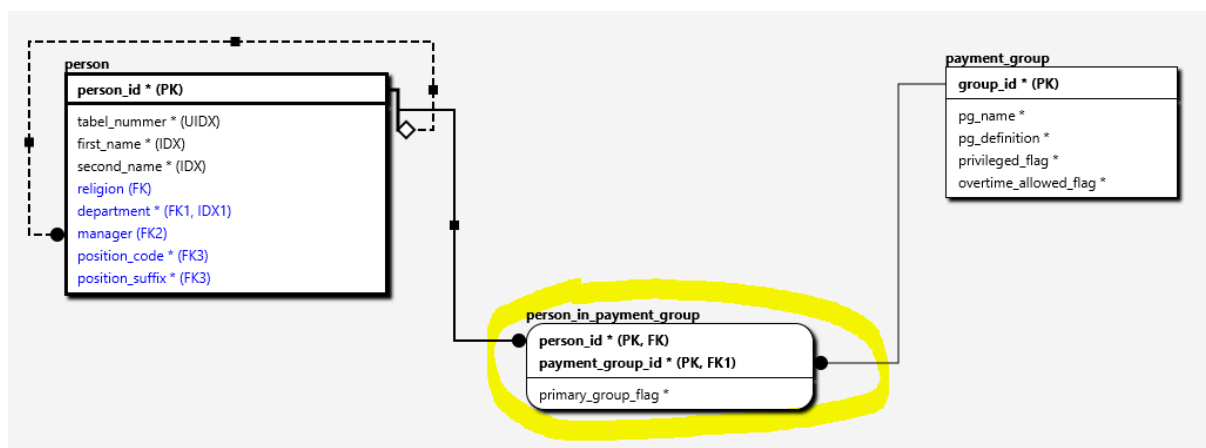 person
person_id * (PK)
tabel_nummer * (UIDX)
first_name * (IDX)
second_name * (IDX)
religion (FK)
department * (FK1, IDX1)
manager (FK2)
position_code * (FK3)
position_suffix * (FK3)
payment_group
group_id * (PK)
pg_name *
pg_definition *
privileged_flag *
overtime_allowed_flag *
person_in_payment_group
person_id * (PK, FK)
payment_group_id * (PK, FK1)
primary_group_flag *